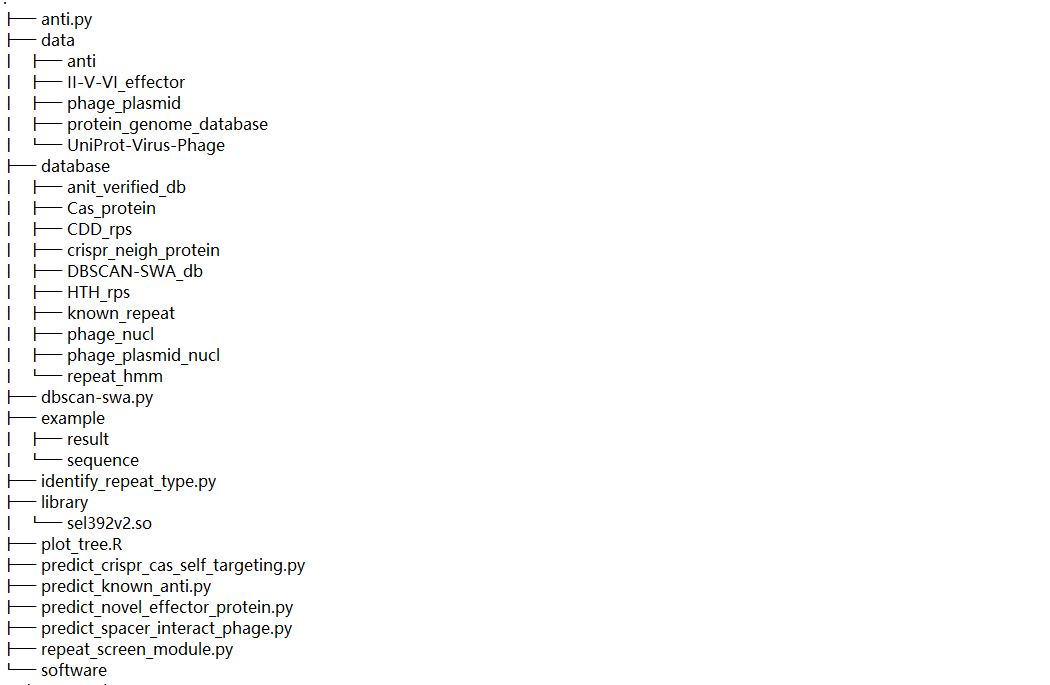 .
├── anti.py
├── data
│   ├── anti
│   ├── II-V-VI_effector
│   ├── phage_plasmid
│   ├── protein_genome_database
│   └── UniProt-Virus-Phage
├── database
│   ├── anit_verified_db
│   ├── Cas_protein
│   ├── CDD_rps
│   ├── crispr_neigh_protein
│   ├── DBSCAN-SWA_db
│   ├── HTH_rps
│   ├── known_repeat
│   ├── phage_nucl
│   ├── phage_plasmid_nucl
│   └── repeat_hmm
├── dbscan-swa.py
├── example
│   ├── result
│   └── sequence
├── identify_repeat_type.py
├── library
│   └── sel392v2.so
├── plot_tree.R
├── predict_crispr_cas_self_targeting.py
├── predict_known_anti.py
├── predict_novel_effector_protein.py
├── predict_spacer_interact_phage.py
├── repeat_screen_module.py
└── software